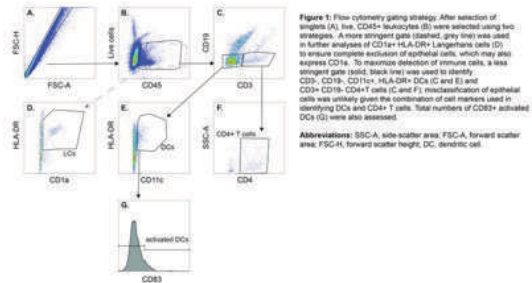 A.
FSC-H
FSC-A
B.
Live cells
CD45
C.
CD19
CD3
D.
HLA-DR
LCs
CD1a
E.
HLA-DR
DCs
CD11c
F.
CD4+ T cells
SSC-A
CD4
G.
activated DCs
CD83
Figure 1: Flow cytometry gating strategy. After selection of
singlets (A), live, CD45+ leukocytes (B) were selected using two
strategies. A more stringent gate (dashed, grey line) was used
in further analyses of CD1a+ HLA-DR+ Langerhans cells (D)
to ensure complete exclusion of epithelial cells, which may also
express CD1a. To maximize detection of immune cells, a less
stringent gate (solid, black line) was used to identify
CD3-, CD19-, CD11c+, HLA-DR+ DCs (C and E) and
CD3+ CD19- CD4+T cells (C and F); misclassification of epithelial
cells was unlikely given the combination of cell markers used in
identifying DCs and CD4+ T cells. Total numbers of CD83+ activated
DCs (G) were also assessed.
Abbreviations: SSC-A, side-scatter area; FSC-A, forward scatter
area; FSC-H, forward scatter height; DC, dendritic cell.